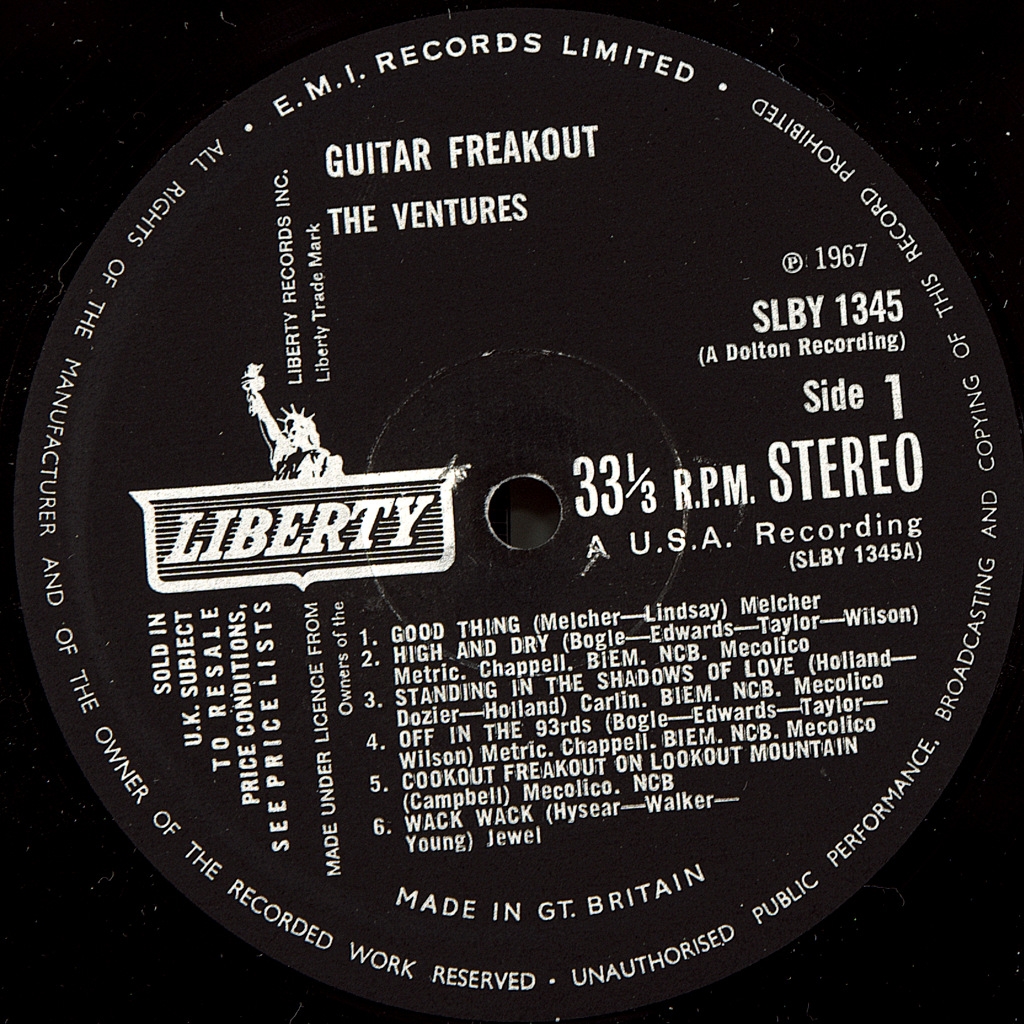 E.M.I. RECORDS LIMITED •
GUITAR FREAKOUT
THE VENTURES
LIBERTY RECORDS INC.
Liberty Trade Mark
℗ 1967
SLBY 1345
(A Dolton Recording)
Side 1
33⅓ R.P.M. STEREO
A U.S.A. Recording
(SLBY 1345A)
LIBERTY
SOLD IN
U.K. SUBJECT
TO RESALE
PRICE CONDITIONS,
SEE PRICE LISTS
MADE UNDER LICENCE FROM
Owners of the
1. GOOD THING (Melcher—Lindsay) Melcher
2. HIGH AND DRY (Bogle—Edwards—Taylor—Wilson)
Metric. Chappell. BIEM. NCB. Mecolico
3. STANDING IN THE SHADOWS OF LOVE (Holland—
Dozier—Holland) Carlin. BIEM. NCB. Mecolico
4. OFF IN THE 93rds (Bogle—Edwards—Taylor—
Wilson) Metric. Chappell. BIEM. NCB. Mecolico
5. COOKOUT FREAKOUT ON LOOKOUT MOUNTAIN
(Campbell) Mecolico. NCB
6. WACK WACK (Hysear—Walker—
Young) Jewel
MADE IN GT. BRITAIN
ALL RIGHTS OF THE MANUFACTURER AND OF THE OWNER OF THE RECORDED WORK RESERVED • UNAUTHORISED PUBLIC PERFORMANCE, BROADCASTING AND COPYING OF THIS RECORD PROHIBITED •